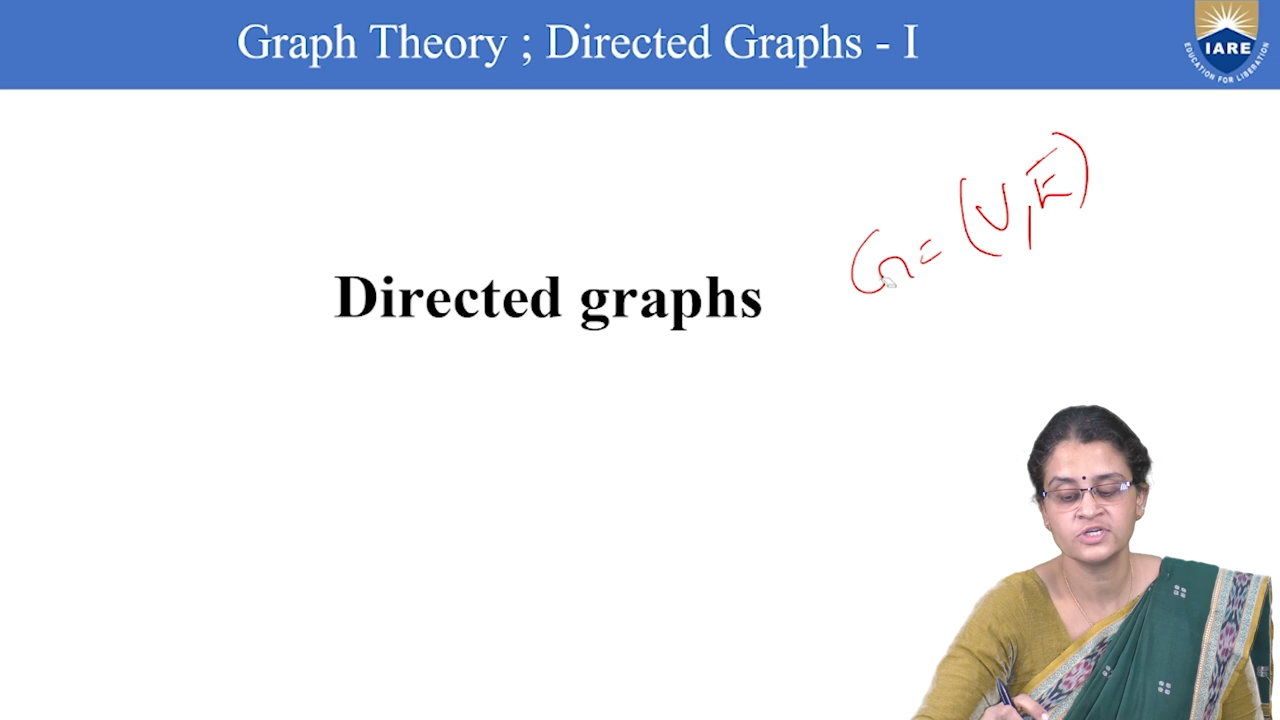 Graph Theory ; Directed Graphs - I
IARE
EDUCATION FOR LIBERATION
G = (V, E)
Directed graphs